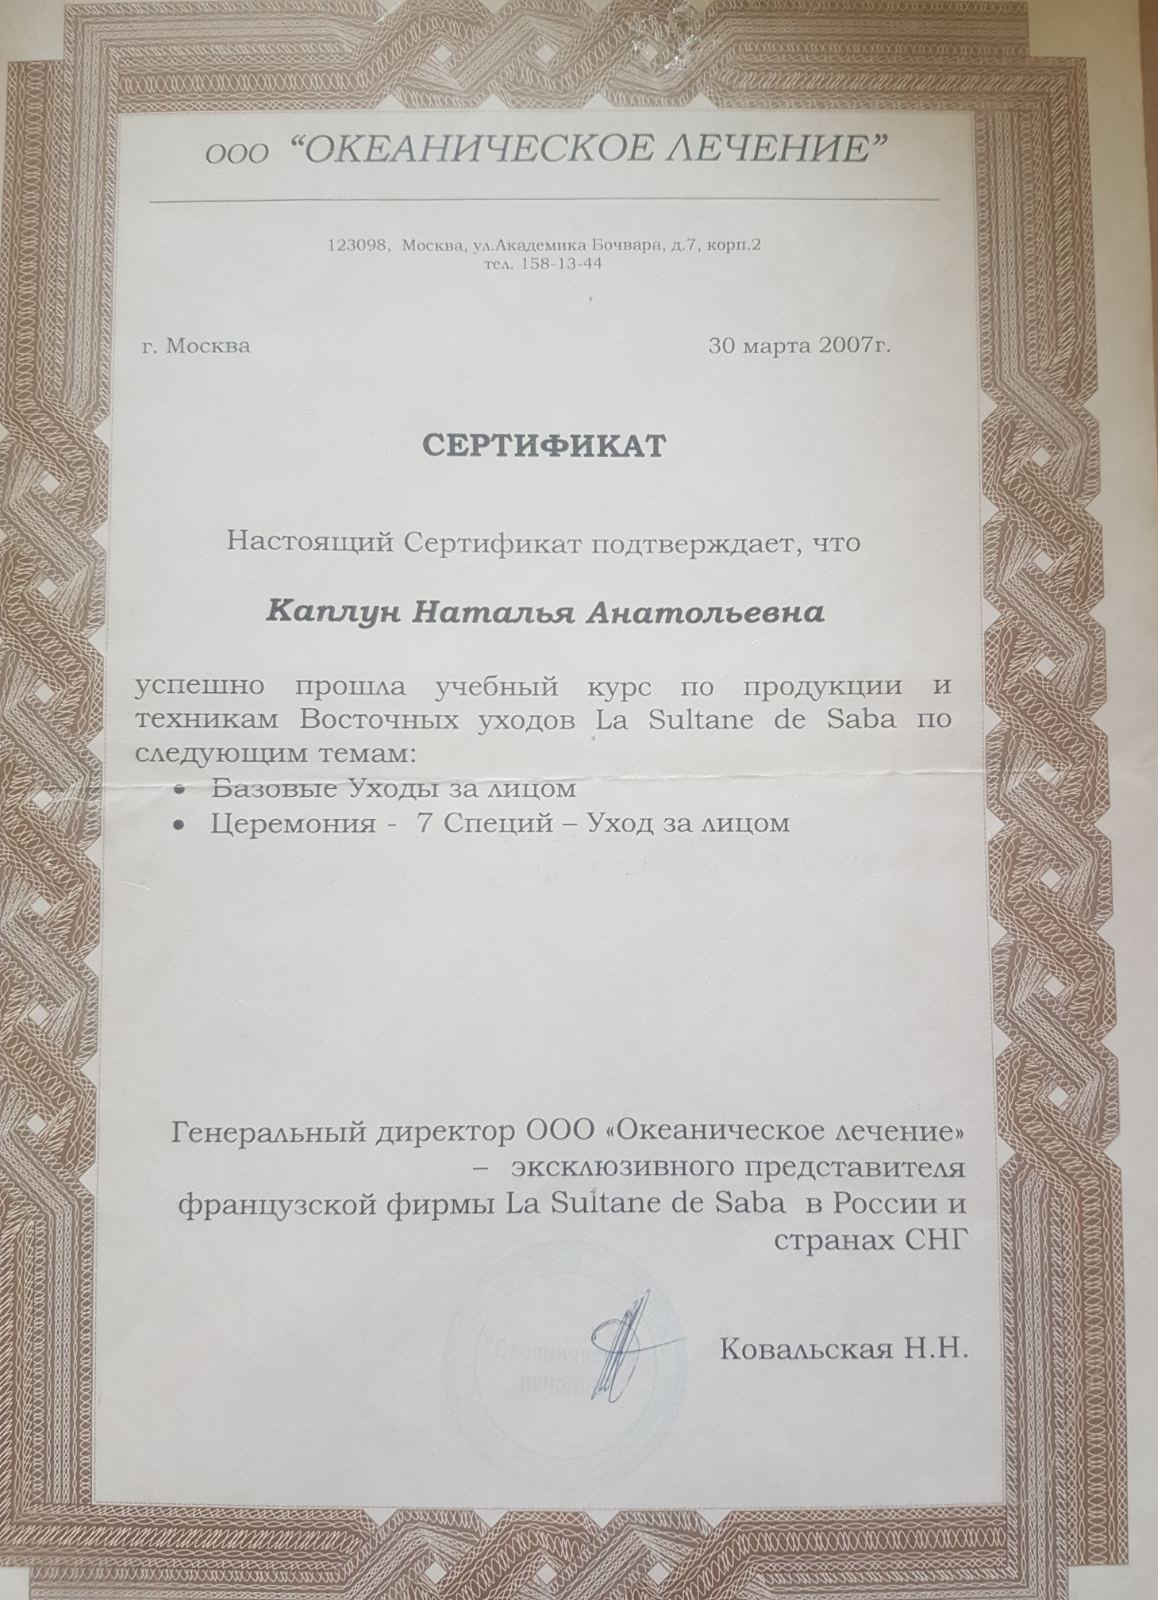 ООО "ОКЕАНИЧЕСКОЕ ЛЕЧЕНИЕ"
123098, Москва, ул.Академика Бочвара, д.7, корп.2
тел. 158-13-44
г. Москва
30 марта 2007г.
СЕРТИФИКАТ
Настоящий Сертификат подтверждает, что
Каплун Наталья Анатольевна
успешно прошла учебный курс по продукции и
техникам Восточных уходов La Sultane de Saba по
следующим темам:
• Базовые Уходы за лицом
• Церемония - 7 Специй – Уход за лицом
Генеральный директор ООО «Океаническое лечение»
– эксклюзивного представителя
французской фирмы La Sultane de Saba в России и
странах СНГ
Ковальская Н.Н.